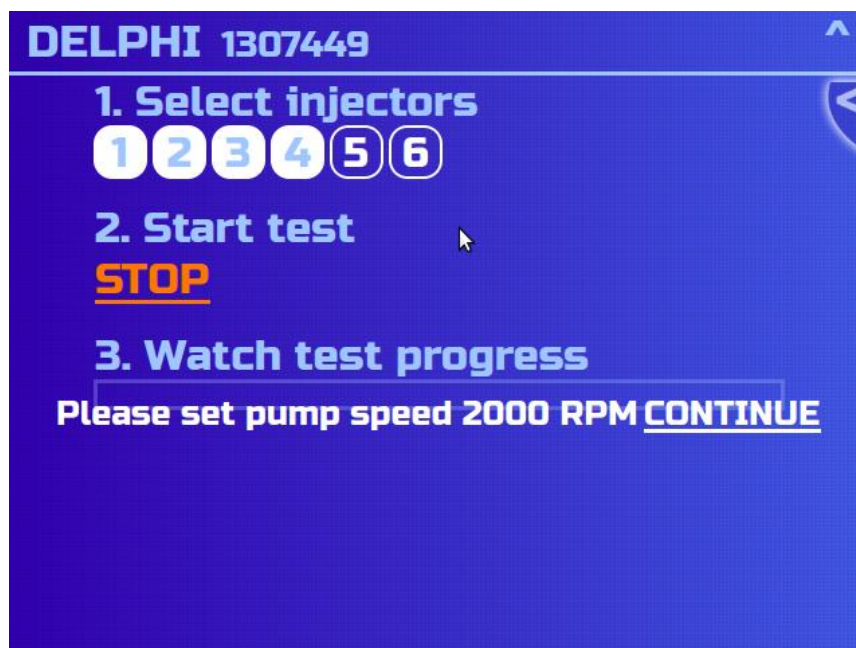 DELPHI 1307449
^
1. Select injectors
1 2 3 4 5 6
2. Start test
STOP
3. Watch test progress
Please set pump speed 2000 RPM CONTINUE
<